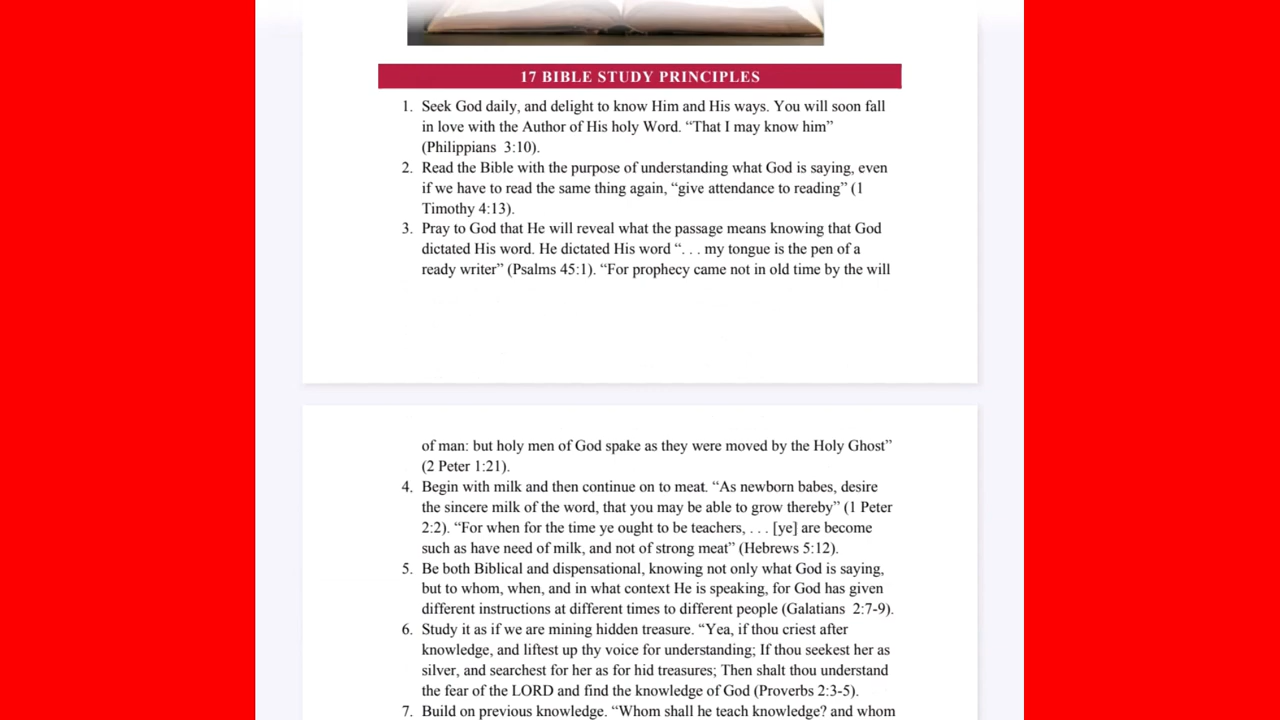 17 BIBLE STUDY PRINCIPLES
1. Seek God daily, and delight to know Him and His ways. You will soon fall
in love with the Author of His holy Word. “That I may know him”
(Philippians 3:10).
2. Read the Bible with the purpose of understanding what God is saying, even
if we have to read the same thing again, “give attendance to reading” (1
Timothy 4:13).
3. Pray to God that He will reveal what the passage means knowing that God
dictated His word. He dictated His word “. . . my tongue is the pen of a
ready writer” (Psalms 45:1). “For prophecy came not in old time by the will
of man: but holy men of God spake as they were moved by the Holy Ghost”
(2 Peter 1:21).
4. Begin with milk and then continue on to meat. “As newborn babes, desire
the sincere milk of the word, that you may be able to grow thereby” (1 Peter
2:2). “For when for the time ye ought to be teachers, . . . [ye] are become
such as have need of milk, and not of strong meat” (Hebrews 5:12).
5. Be both Biblical and dispensational, knowing not only what God is saying,
but to whom, when, and in what context He is speaking, for God has given
different instructions at different times to different people (Galatians 2:7-9).
6. Study it as if we are mining hidden treasure. “Yea, if thou criest after
knowledge, and liftest up thy voice for understanding; If thou seekest her as
silver, and searchest for her as for hid treasures; Then shalt thou understand
the fear of the LORD and find the knowledge of God (Proverbs 2:3-5).
7. Build on previous knowledge. “Whom shall he teach knowledge? and whom